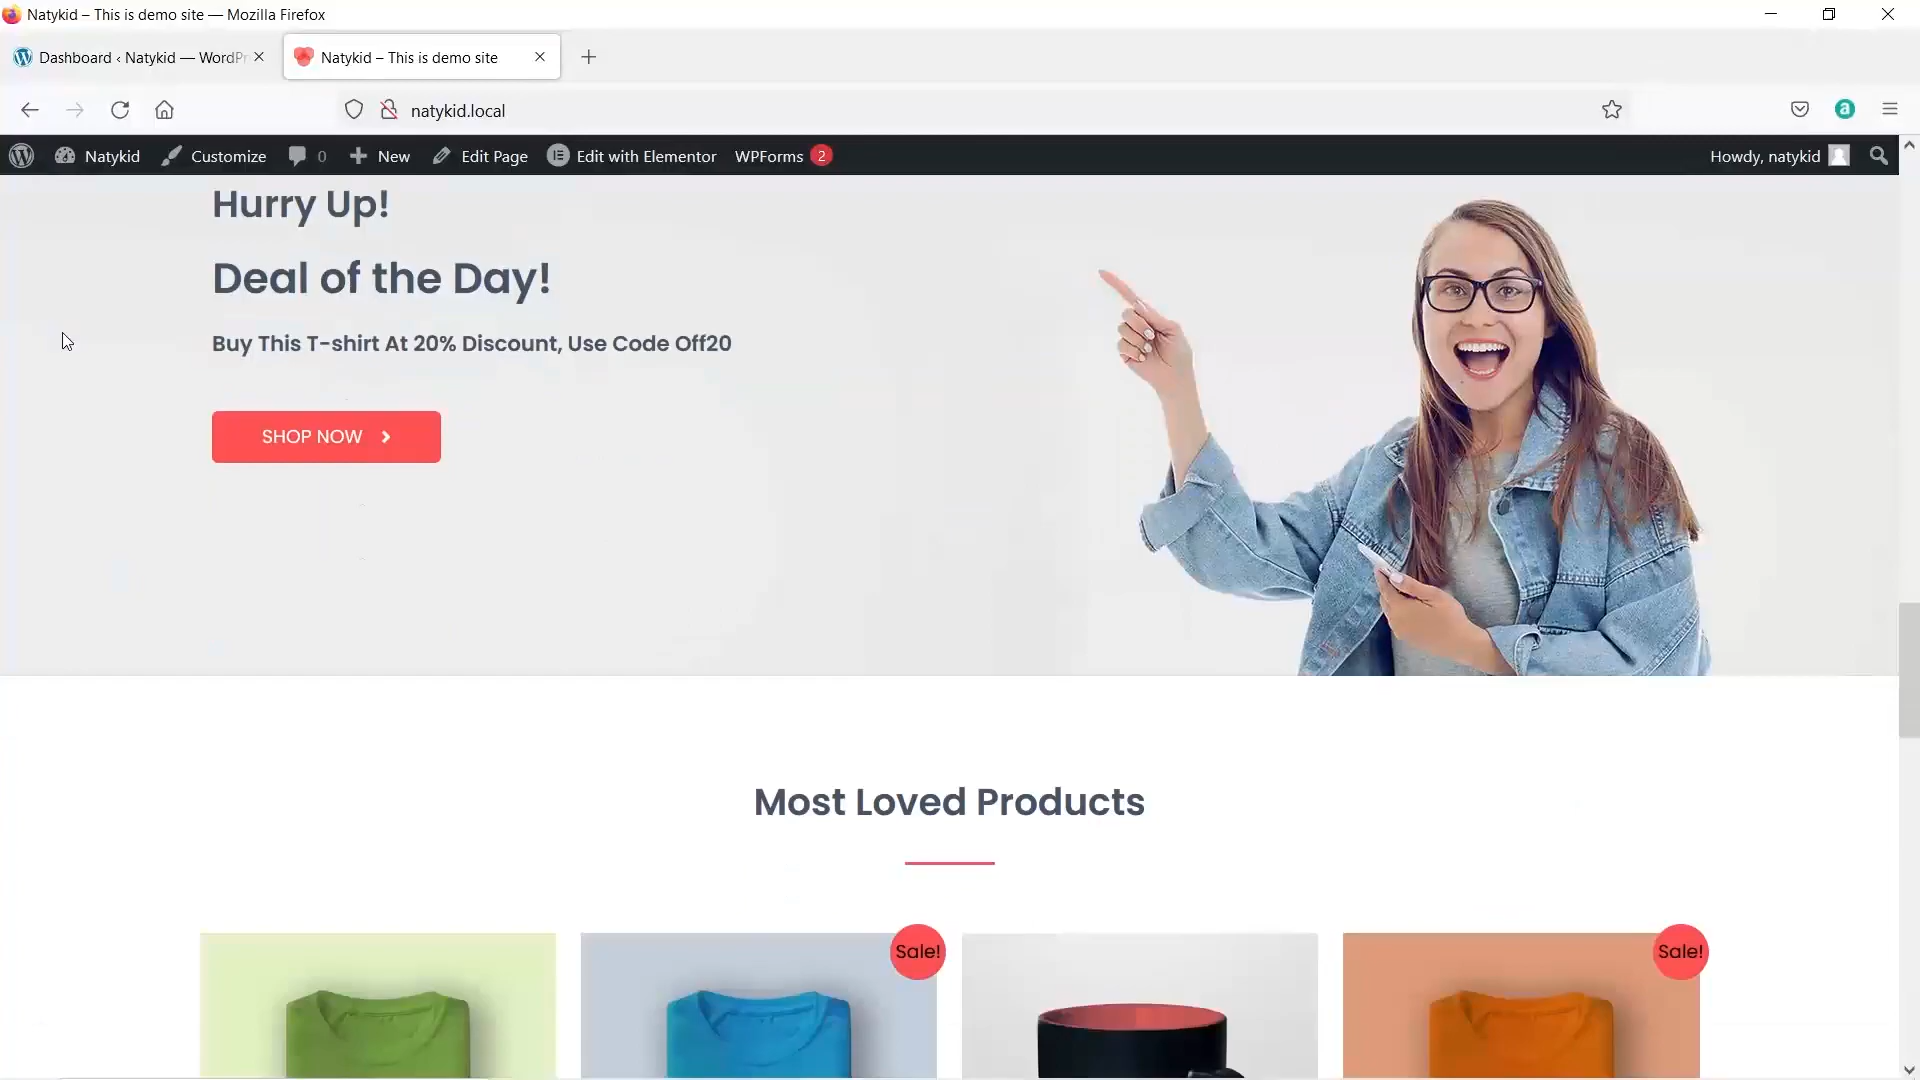 Natykid – This is demo site — Mozilla Firefox
Dashboard ‹ Natykid — WordPr
Natykid – This is demo site
natykid.local
Natykid
Customize
0
New
Edit Page
Edit with Elementor
WPForms 2
Howdy, natykid
Hurry Up!
Deal of the Day!
Buy This T-shirt At 20% Discount, Use Code Off20
SHOP NOW
Most Loved Products
Sale!
Sale!